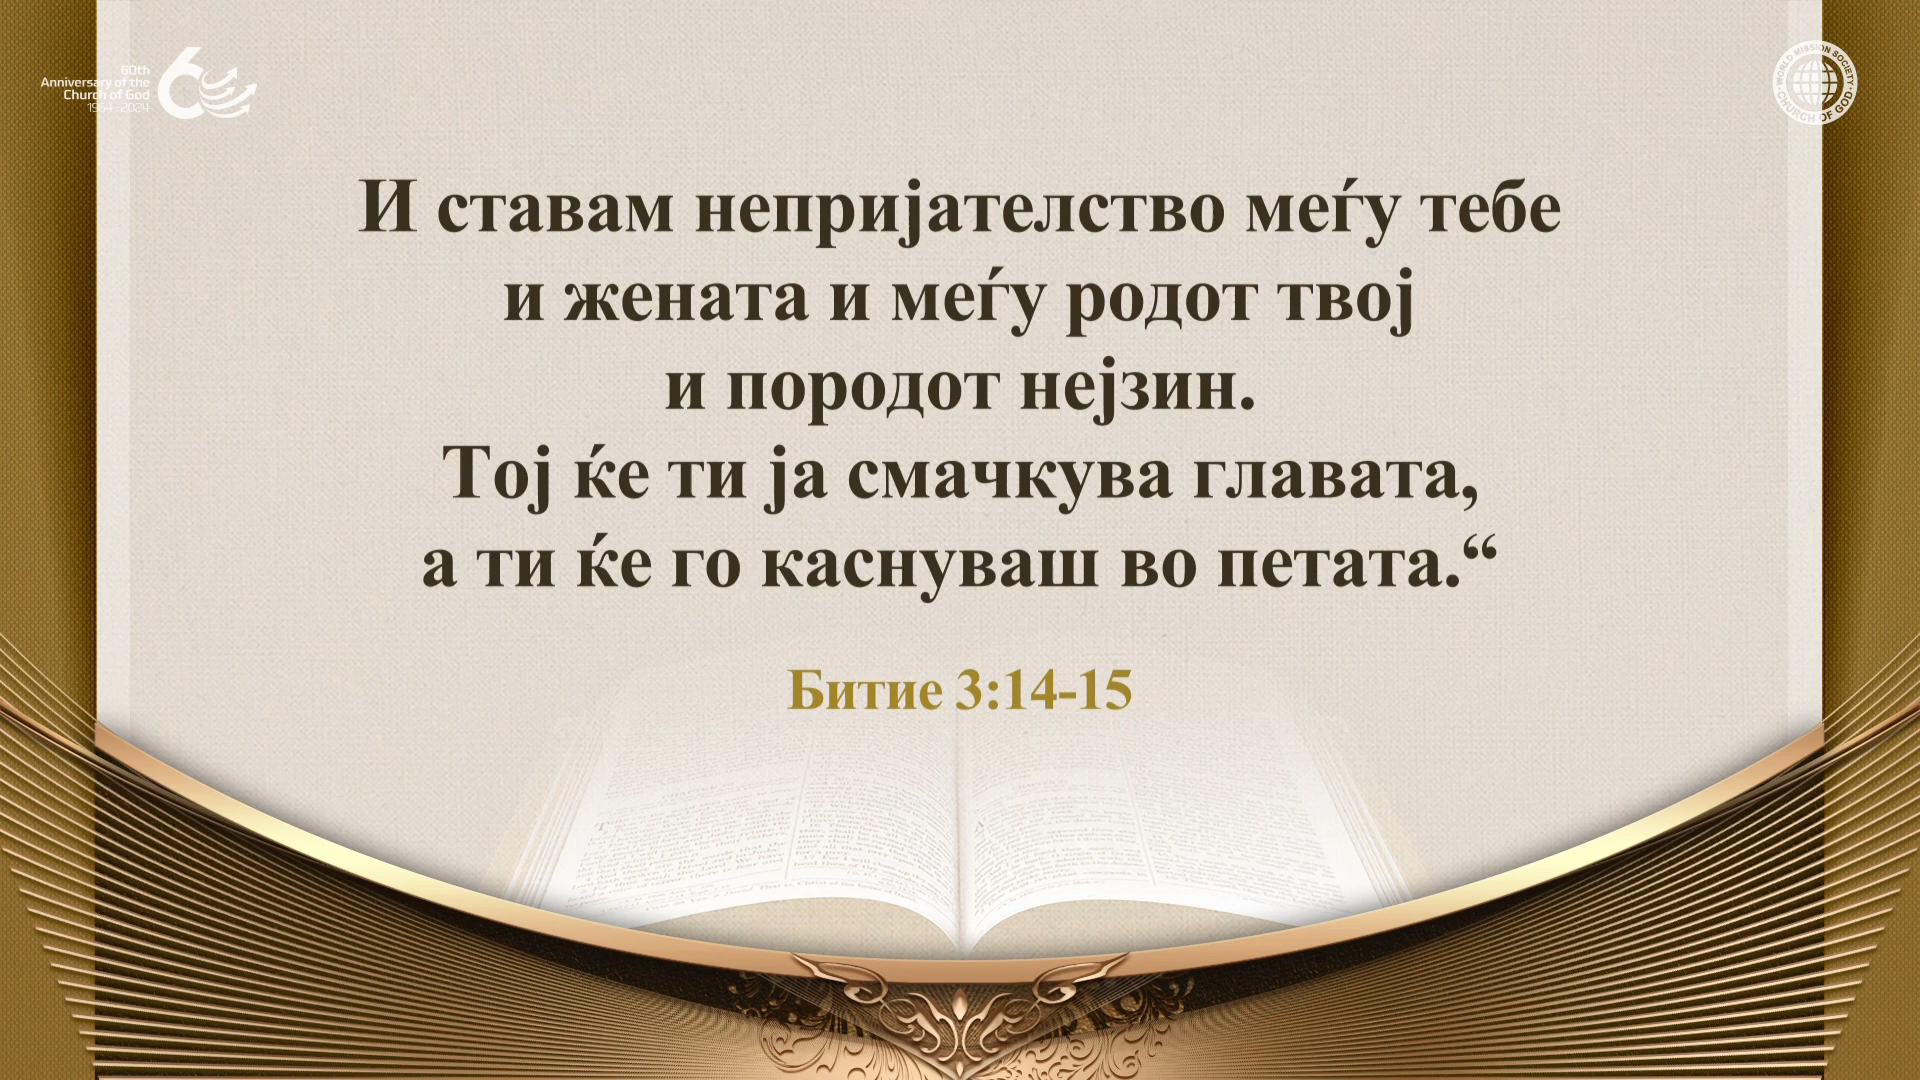 60th
Anniversary of the
Church of God
1964-2024
WORLD MISSION SOCIETY
CHURCH OF GOD
И ставам непријателство меѓу тебе
и жената и меѓу родот твој
и породот нејзин.
Тој ќе ти ја смачкува главата,
а ти ќе го каснуваш во петата.“
Битие 3:14-15